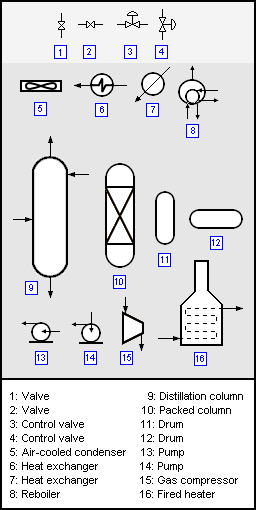 1 2 3 4
5 6 7 8
9 10 11 12
13 14 15 16
1: Valve
2: Valve
3: Control valve
4: Control valve
5: Air-cooled condenser
6: Heat exchanger
7: Heat exchanger
8: Reboiler
9: Distillation column
10: Packed column
11: Drum
12: Drum
13: Pump
14: Pump
15: Gas compressor
16: Fired heater